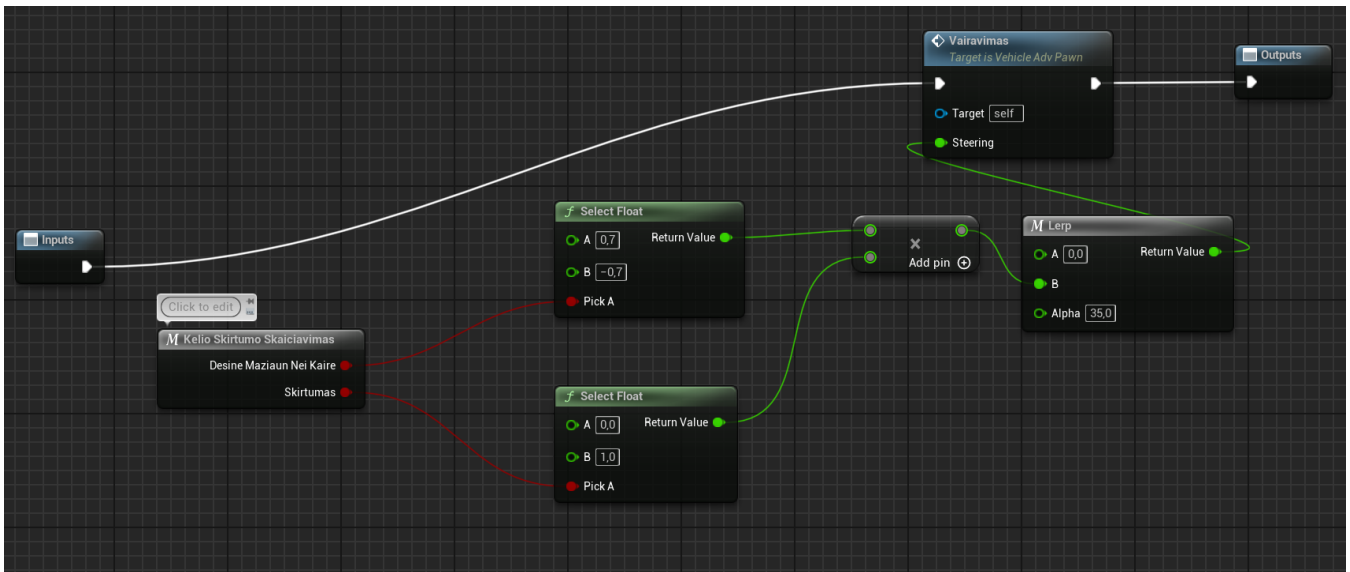 Vairavimas
Target is Vehicle Adv Pawn
Target self
Steering
Outputs
Inputs
Click to edit
M Kelio Skirtumo Skaiciavimas
Desine Maziaun Nei Kaire
Skirtumas
f Select Float
A 0,7 Return Value
B -0,7
Pick A
f Select Float
A 0,0 Return Value
B 1,0
Pick A
×
Add pin
M Lerp
A 0,0 Return Value
B
Alpha 35,0